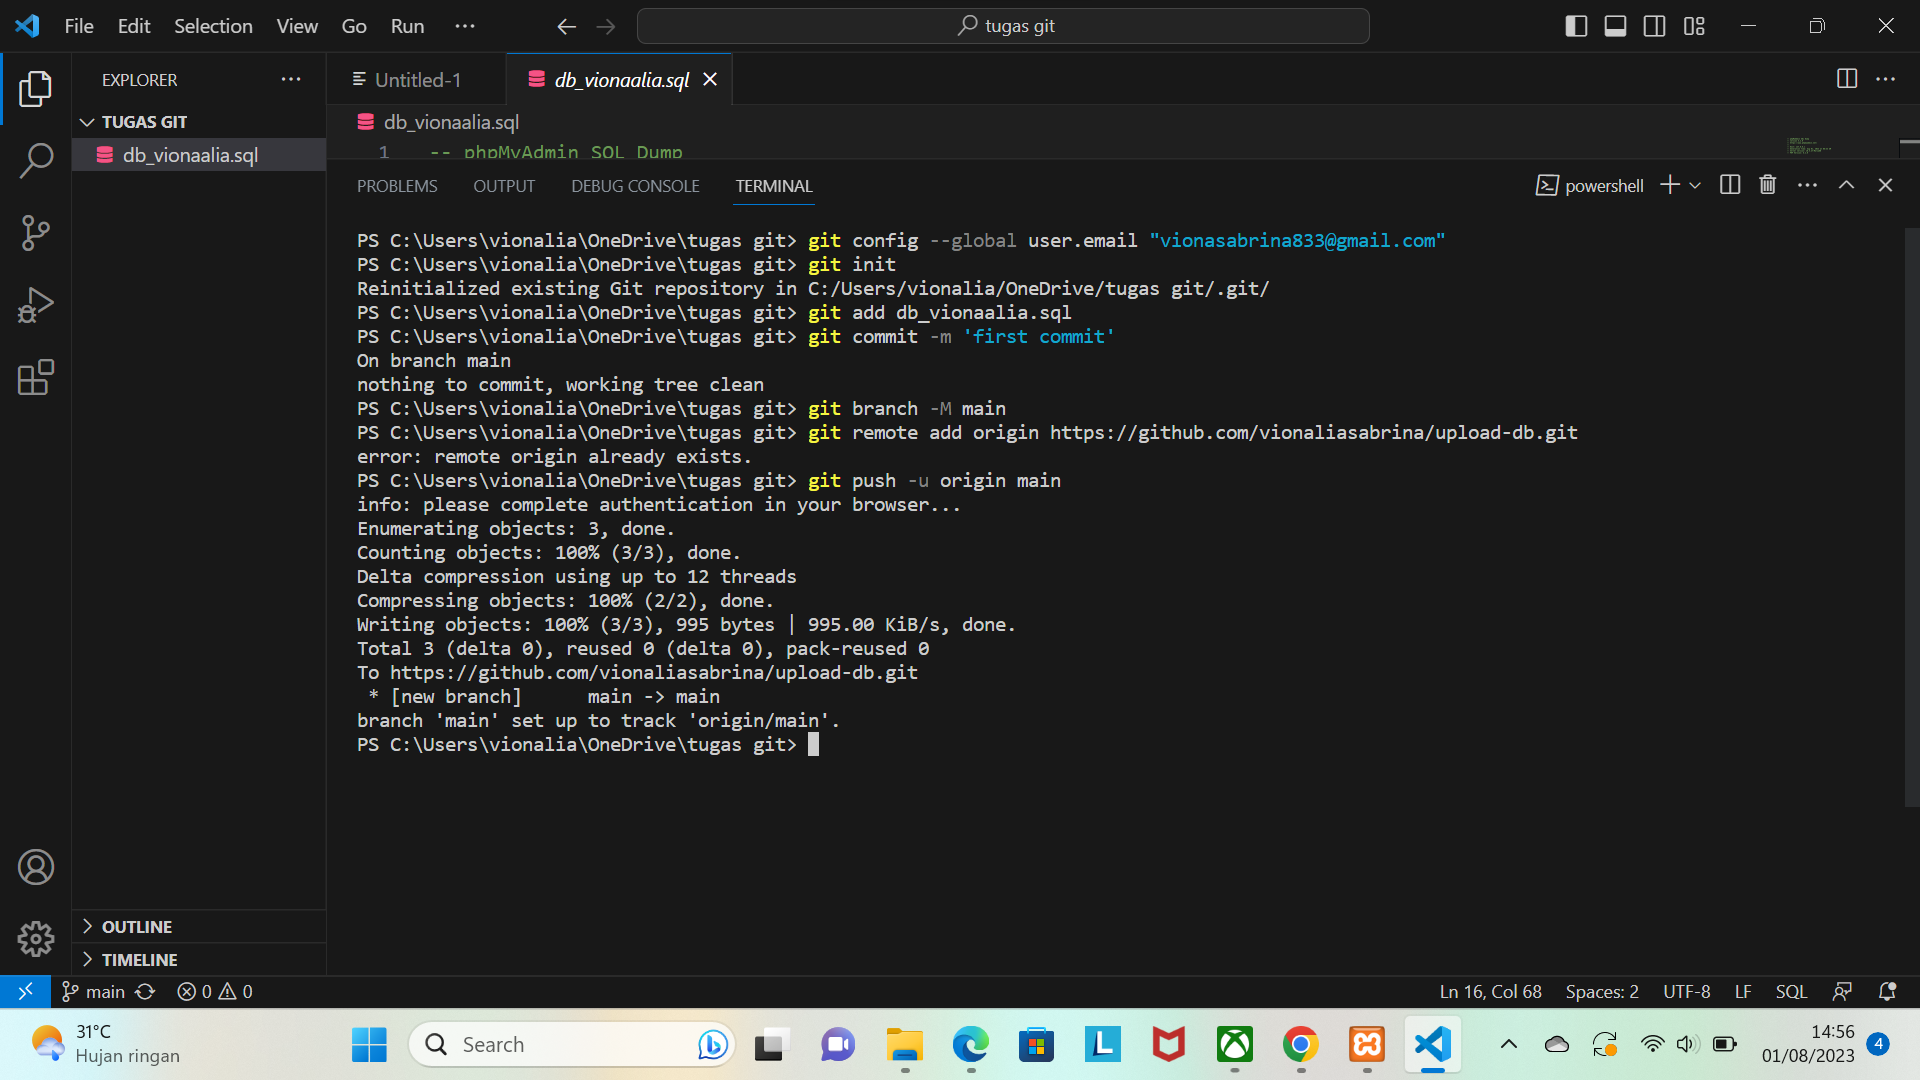 File Edit Selection View Go Run ···
tugas git
EXPLORER
Untitled-1
db_vionaalia.sql
TUGAS GIT
db_vionaalia.sql
db_vionaalia.sql
1 -- phpMyAdmin SQL Dump
PROBLEMS OUTPUT DEBUG CONSOLE TERMINAL
powershell
PS C:\Users\vionalia\OneDrive\tugas git> git config --global user.email "vionasabrina833@gmail.com"
PS C:\Users\vionalia\OneDrive\tugas git> git init
Reinitialized existing Git repository in C:/Users/vionalia/OneDrive/tugas git/.git/
PS C:\Users\vionalia\OneDrive\tugas git> git add db_vionaalia.sql
PS C:\Users\vionalia\OneDrive\tugas git> git commit -m 'first commit'
On branch main
nothing to commit, working tree clean
PS C:\Users\vionalia\OneDrive\tugas git> git branch -M main
PS C:\Users\vionalia\OneDrive\tugas git> git remote add origin https://github.com/vionaliasabrina/upload-db.git
error: remote origin already exists.
PS C:\Users\vionalia\OneDrive\tugas git> git push -u origin main
info: please complete authentication in your browser...
Enumerating objects: 3, done.
Counting objects: 100% (3/3), done.
Delta compression using up to 12 threads
Compressing objects: 100% (2/2), done.
Writing objects: 100% (3/3), 995 bytes | 995.00 KiB/s, done.
Total 3 (delta 0), reused 0 (delta 0), pack-reused 0
To https://github.com/vionaliasabrina/upload-db.git
 * [new branch]      main -> main
branch 'main' set up to track 'origin/main'.
PS C:\Users\vionalia\OneDrive\tugas git>
OUTLINE
TIMELINE
main 0 0
Ln 16, Col 68 Spaces: 2 UTF-8 LF SQL
31°C
Hujan ringan
Search
14:56
01/08/2023
4